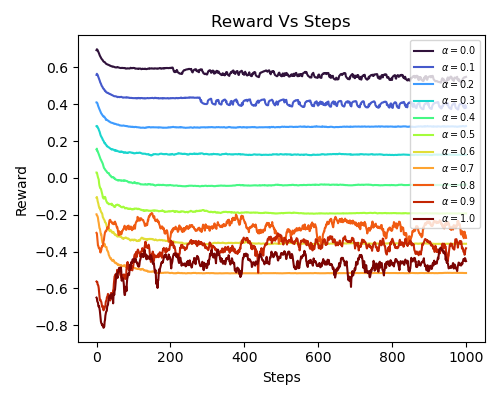 Reward Vs Steps
Reward
0.6
0.4
0.2
0.0
−0.2
−0.4
−0.6
−0.8
0
200
400
600
800
1000
Steps
α = 0.0
α = 0.1
α = 0.2
α = 0.3
α = 0.4
α = 0.5
α = 0.6
α = 0.7
α = 0.8
α = 0.9
α = 1.0